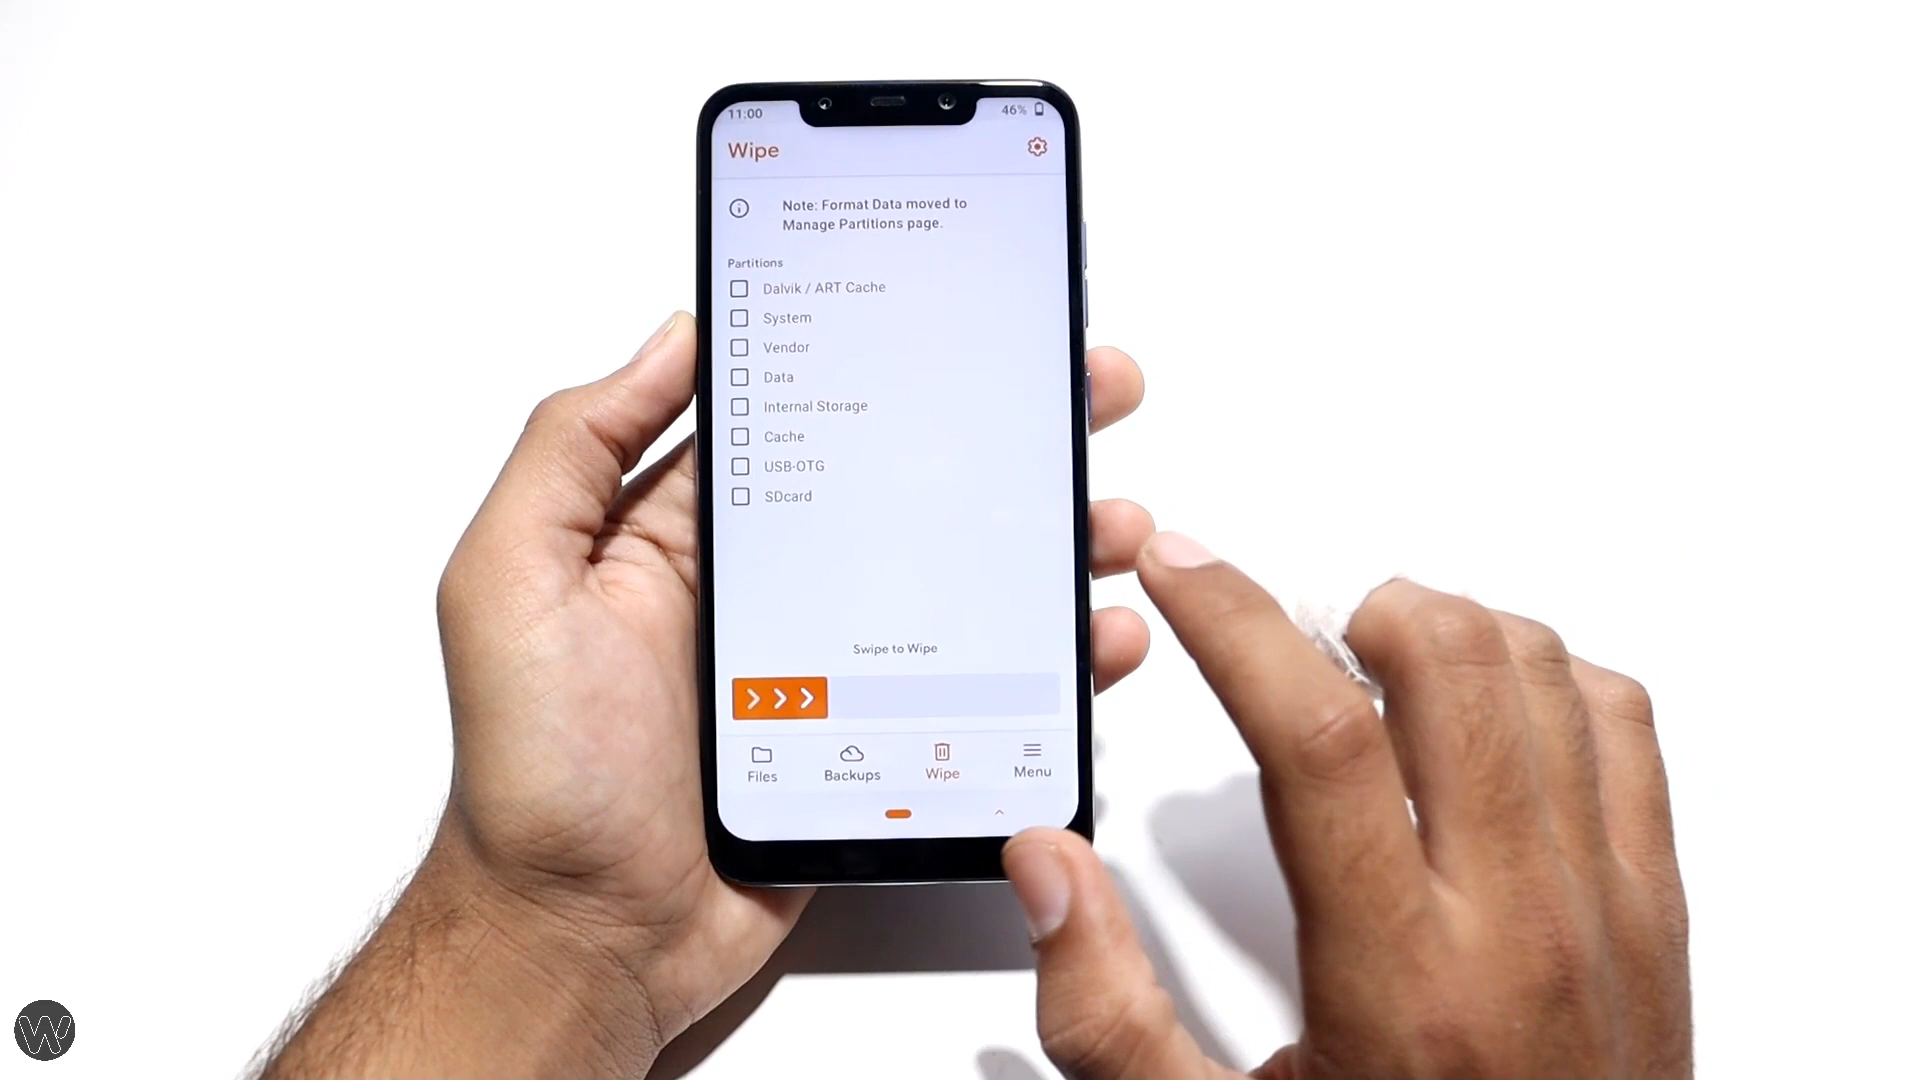 11:00
46%
Wipe
Note: Format Data moved to
Manage Partitions page.
Partitions
Dalvik / ART Cache
System
Vendor
Data
Internal Storage
Cache
USB-OTG
SDcard
Swipe to Wipe
Files
Backups
Wipe
Menu
W